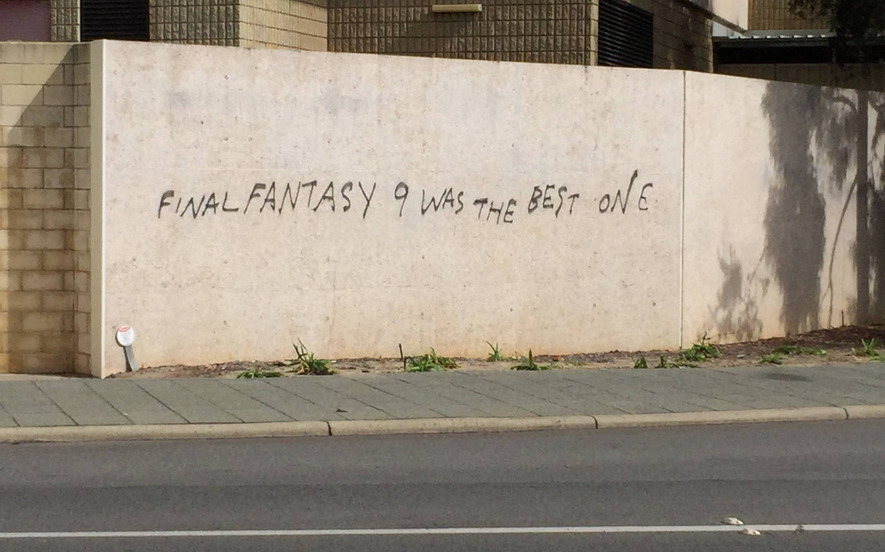 FINAL FANTASY 9 WAS THE BEST ONE